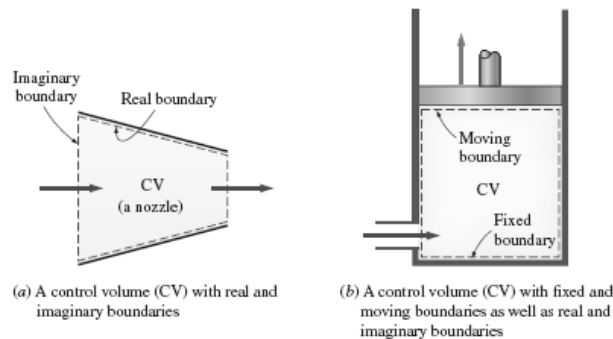 Imaginary
boundary
Real boundary
CV
(a nozzle)
(a) A control volume (CV) with real and
imaginary boundaries
Moving
boundary
CV
Fixed
boundary
(b) A control volume (CV) with fixed and
moving boundaries as well as real and
imaginary boundaries